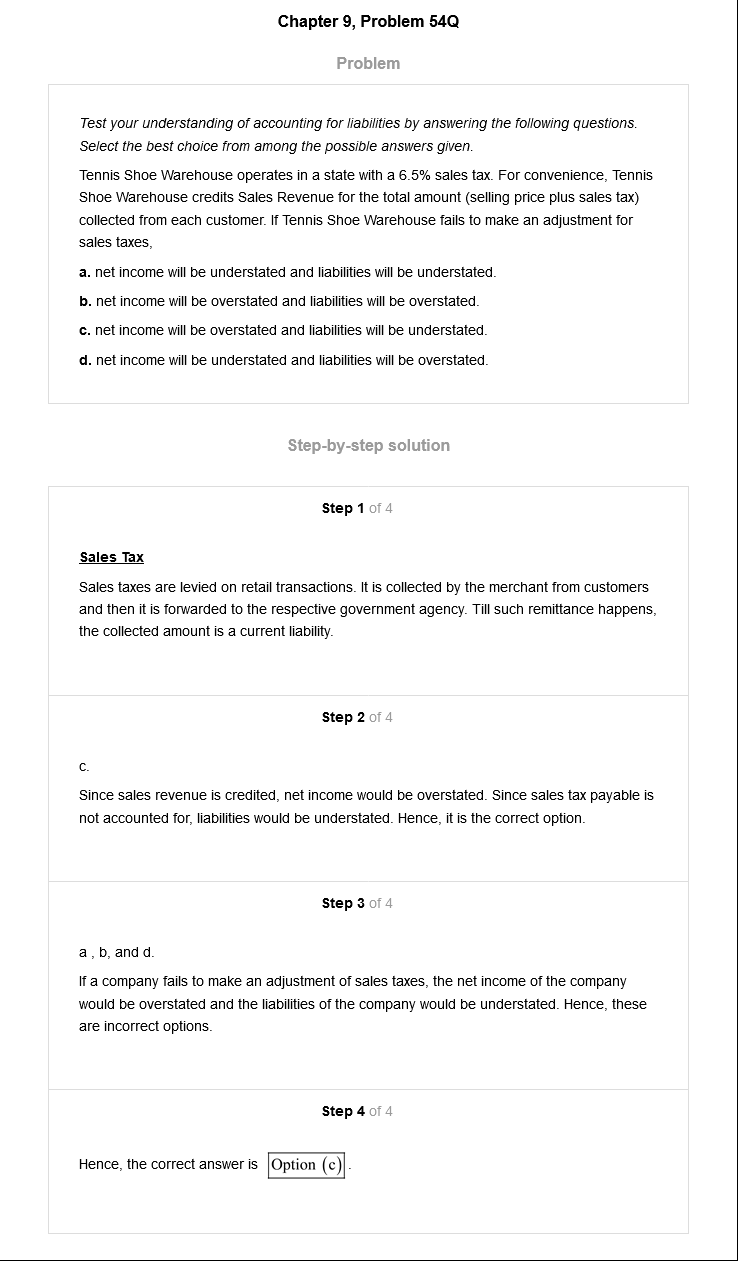 Chapter 9, Problem 54Q
Problem
Test your understanding of accounting for liabilities by answering the following questions.
Select the best choice from among the possible answers given.
Tennis Shoe Warehouse operates in a state with a 6.5% sales tax. For convenience, Tennis
Shoe Warehouse credits Sales Revenue for the total amount (selling price plus sales tax)
collected from each customer. If Tennis Shoe Warehouse fails to make an adjustment for
sales taxes,
a. net income will be understated and liabilities will be understated.
b. net income will be overstated and liabilities will be overstated.
c. net income will be overstated and liabilities will be understated.
d. net income will be understated and liabilities will be overstated.
Step-by-step solution
Step 1 of 4
Sales Tax
Sales taxes are levied on retail transactions. It is collected by the merchant from customers
and then it is forwarded to the respective government agency. Till such remittance happens,
the collected amount is a current liability.
Step 2 of 4
c.
Since sales revenue is credited, net income would be overstated. Since sales tax payable is
not accounted for, liabilities would be understated. Hence, it is the correct option.
Step 3 of 4
a , b, and d.
If a company fails to make an adjustment of sales taxes, the net income of the company
would be overstated and the liabilities of the company would be understated. Hence, these
are incorrect options.
Step 4 of 4
Hence, the correct answer is Option (c).